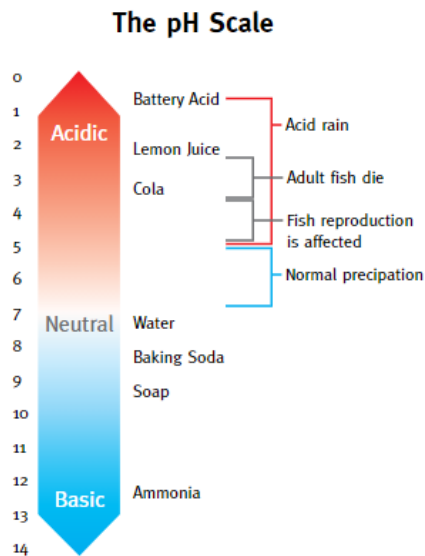 The pH Scale
0
1
2
3
4
5
6
7
8
9
10
11
12
13
14
Acidic
Neutral
Basic
Battery Acid
Lemon Juice
Cola
Water
Baking Soda
Soap
Ammonia
Acid rain
Adult fish die
Fish reproduction
is affected
Normal precipation